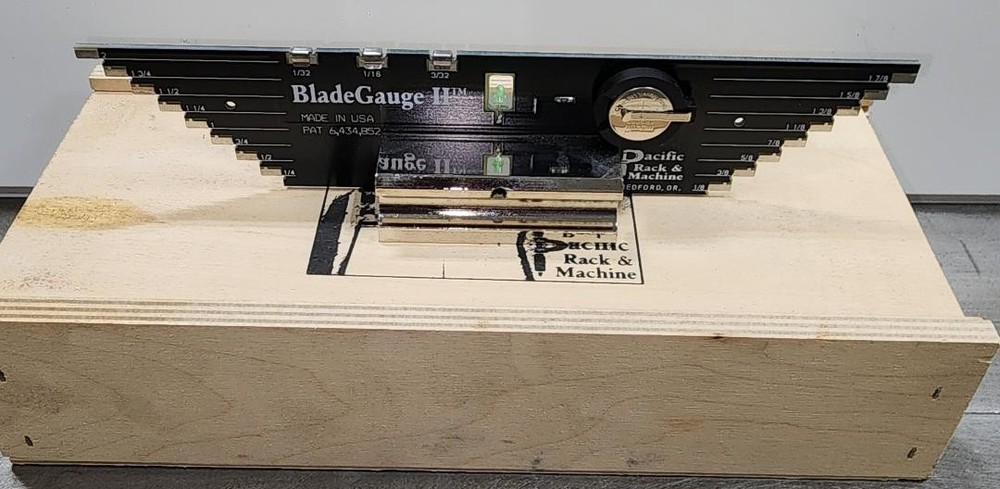 2
1 3/4
1 1/2
1 1/4
3/4
1/2
1/4
1/32
1/16
3/32
BladeGauge II™
MADE IN USA
PAT 6,434,852
1 7/8
1 5/8
1 3/8
1 1/8
7/8
5/8
3/8
1/8
Pacific
Rack &
Machine
EDFORD, OR.
Rack &
Machine